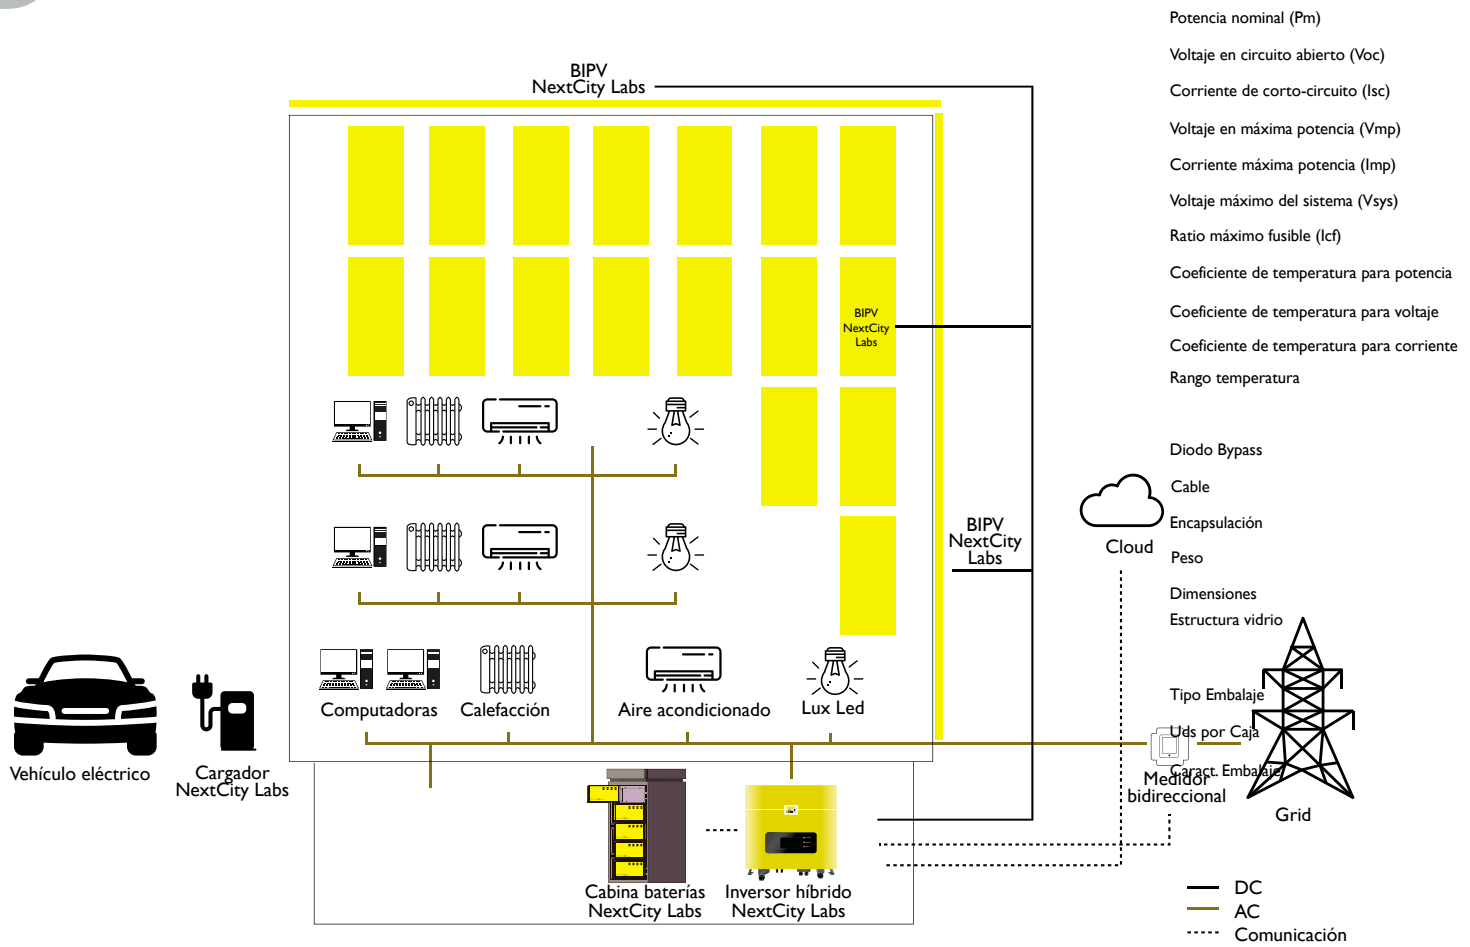 Potencia nominal (Pm)
Voltaje en circuito abierto (Voc)
Corriente de corto-circuito (Isc)
Voltaje en máxima potencia (Vmp)
Corriente máxima potencia (Imp)
Voltaje máximo del sistema (Vsys)
Ratio máximo fusible (Icf)
Coeficiente de temperatura para potencia
Coeficiente de temperatura para voltaje
Coeficiente de temperatura para corriente
Rango temperatura
Diodo Bypass
Cable
Encapsulación
Peso
Dimensiones
Estructura vidrio
Tipo Embalaje
Uds por Caja
Caract. Embalaje
BIPV
NextCity Labs
BIPV
NextCity
Labs
BIPV
NextCity
Labs
Cloud
Computadoras
Calefacción
Aire acondicionado
Lux Led
Vehículo eléctrico
Cargador
NextCity Labs
Medidor
bidireccional
Grid
Cabina baterías
NextCity Labs
Inversor híbrido
NextCity Labs
DC
AC
Comunicación